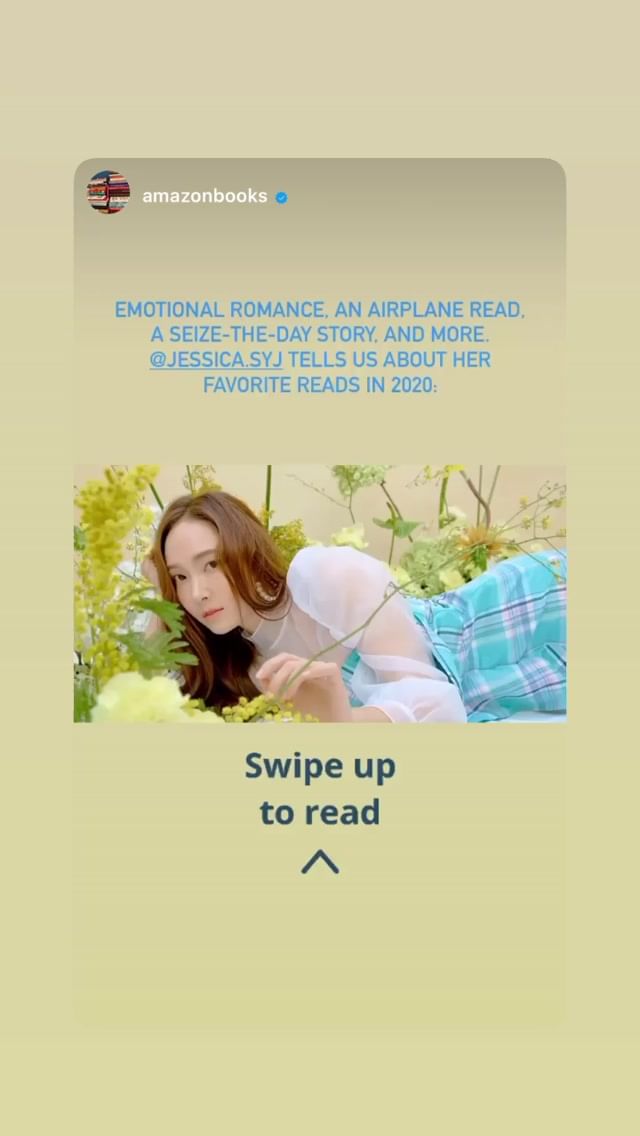 amazonbooks
EMOTIONAL ROMANCE, AN AIRPLANE READ,
A SEIZE-THE-DAY STORY, AND MORE.
@JESSICA.SYJ TELLS US ABOUT HER
FAVORITE READS IN 2020:
Swipe up
to read